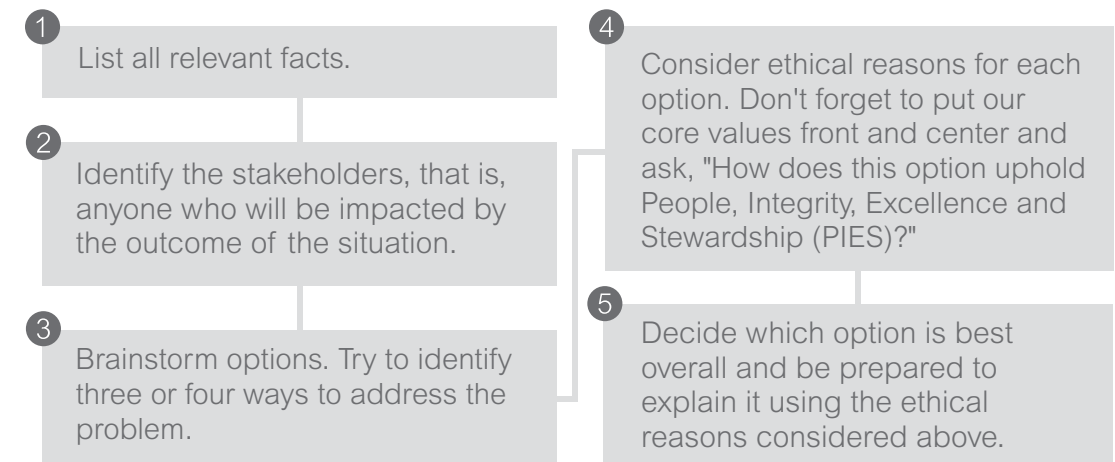 1
List all relevant facts.
2
Identify the stakeholders, that is,
anyone who will be impacted by
the outcome of the situation.
3
Brainstorm options. Try to identify
three or four ways to address the
problem.
4
Consider ethical reasons for each
option. Don't forget to put our
core values front and center and
ask, "How does this option uphold
People, Integrity, Excellence and
Stewardship (PIES)?"
5
Decide which option is best
overall and be prepared to
explain it using the ethical
reasons considered above.